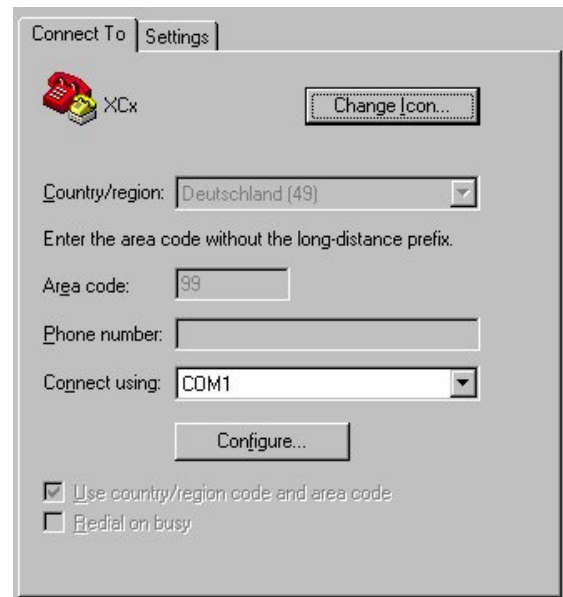 Connect To Settings
XCx
Change Icon...
Country/region: Deutschland (49)
Enter the area code without the long-distance prefix.
Area code: 99
Phone number:
Connect using: COM1
Configure...
Use country/region code and area code
Redial on busy